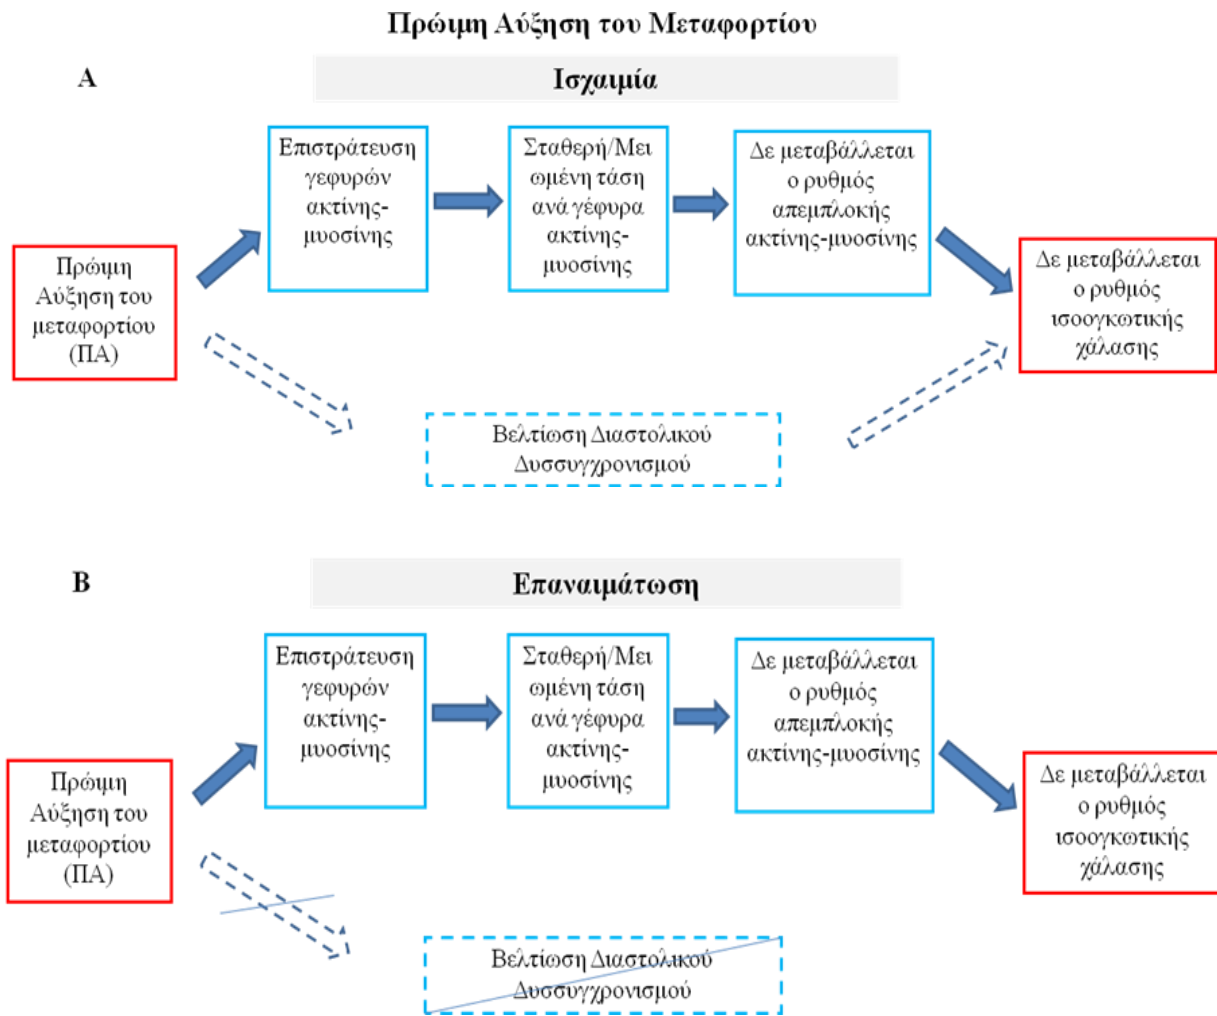 Πρώιμη Αύξηση του Μεταφορτίου
A
Ισχαιμία
Πρώιμη
Αύξηση του
μεταφορτίου
(ΠΑ)
Επιστράτευση
γεφυρών
ακτίνης-
μυοσίνης
Σταθερή/Μει
ωμένη τάση
ανά γέφυρα
ακτίνης-
μυοσίνης
Δε μεταβάλλεται
ο ρυθμός
απεμπλοκής
ακτίνης-μυοσίνης
Δε μεταβάλλεται
ο ρυθμός
ισοογκωτικής
χάλασης
Βελτίωση Διαστολικού
Δυσσυγχρονισμού
B
Επαναιμάτωση
Πρώιμη
Αύξηση του
μεταφορτίου
(ΠΑ)
Επιστράτευση
γεφυρών
ακτίνης-
μυοσίνης
Σταθερή/Μει
ωμένη τάση
ανά γέφυρα
ακτίνης-
μυοσίνης
Δε μεταβάλλεται
ο ρυθμός
απεμπλοκής
ακτίνης-μυοσίνης
Δε μεταβάλλεται
ο ρυθμός
ισοογκωτικής
χάλασης
Βελτίωση Διαστολικού
Δυσσυγχρονισμού